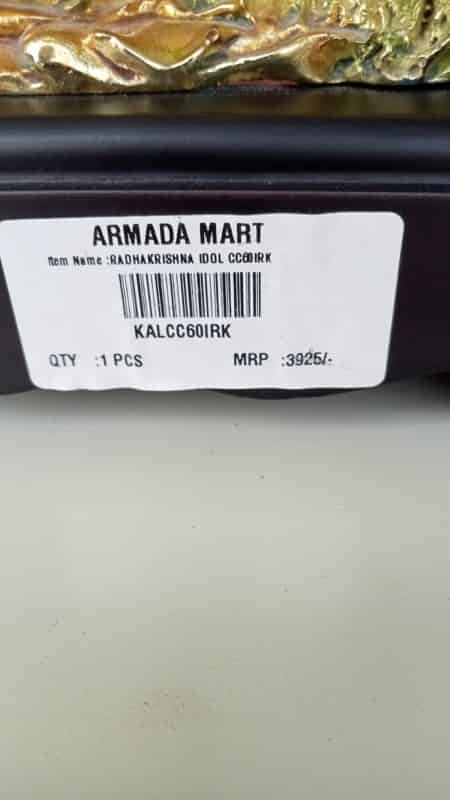 ARMADA MART
Item Name :RADHAKRISHNA IDOL CC60IRK
KALCC60IRK
QTY :1 PCS MRP :3925/-